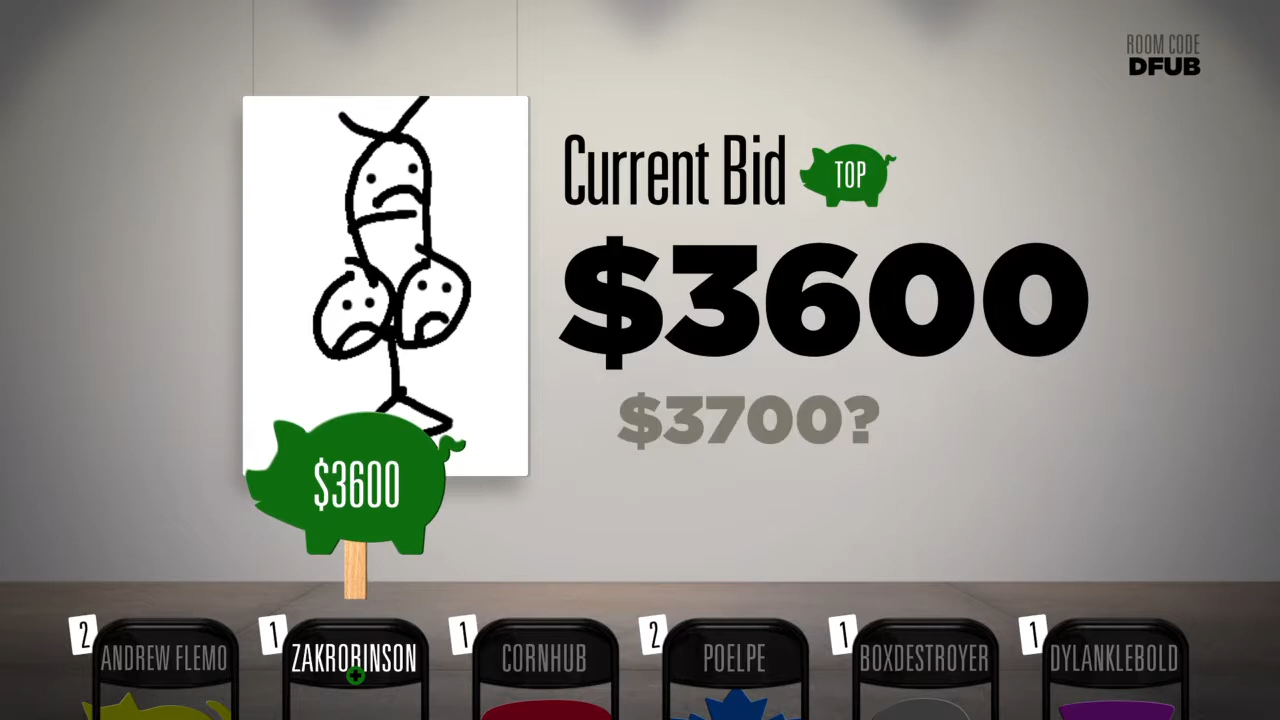 ROOM CODE
DFUB
Current Bid TOP
$3600
$3700?
$3600
2 ANDREW FLEMO
1 ZAKROBINSON
1 CORNHUB
2 POELPE
1 BOXDESTROYER
1 DYLANKLEBOLD